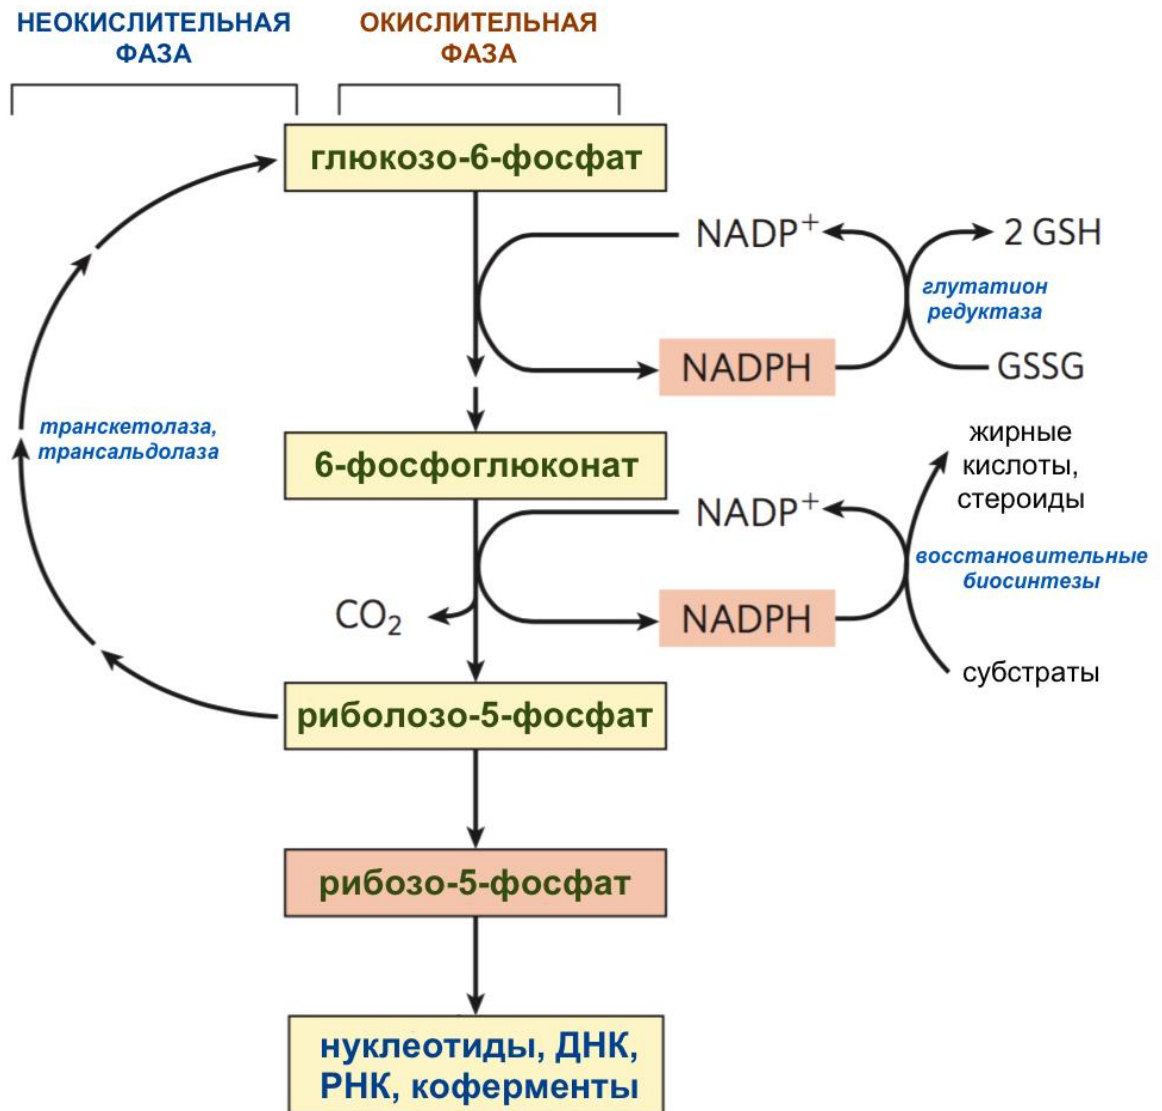 НЕОКИСЛИТЕЛЬНАЯ
ФАЗА
ОКИСЛИТЕЛЬНАЯ
ФАЗА
глюкозо-6-фосфат
NADP⁺
2 GSH
глутатион
редуктаза
NADPH
GSSG
транскетолаза,
трансальдолаза
6-фосфоглюконат
жирные
кислоты,
стероиды
NADP⁺
восстановительные
биосинтезы
CO₂
NADPH
субстраты
риболозо-5-фосфат
рибозо-5-фосфат
нуклеотиды, ДНК,
РНК, коферменты